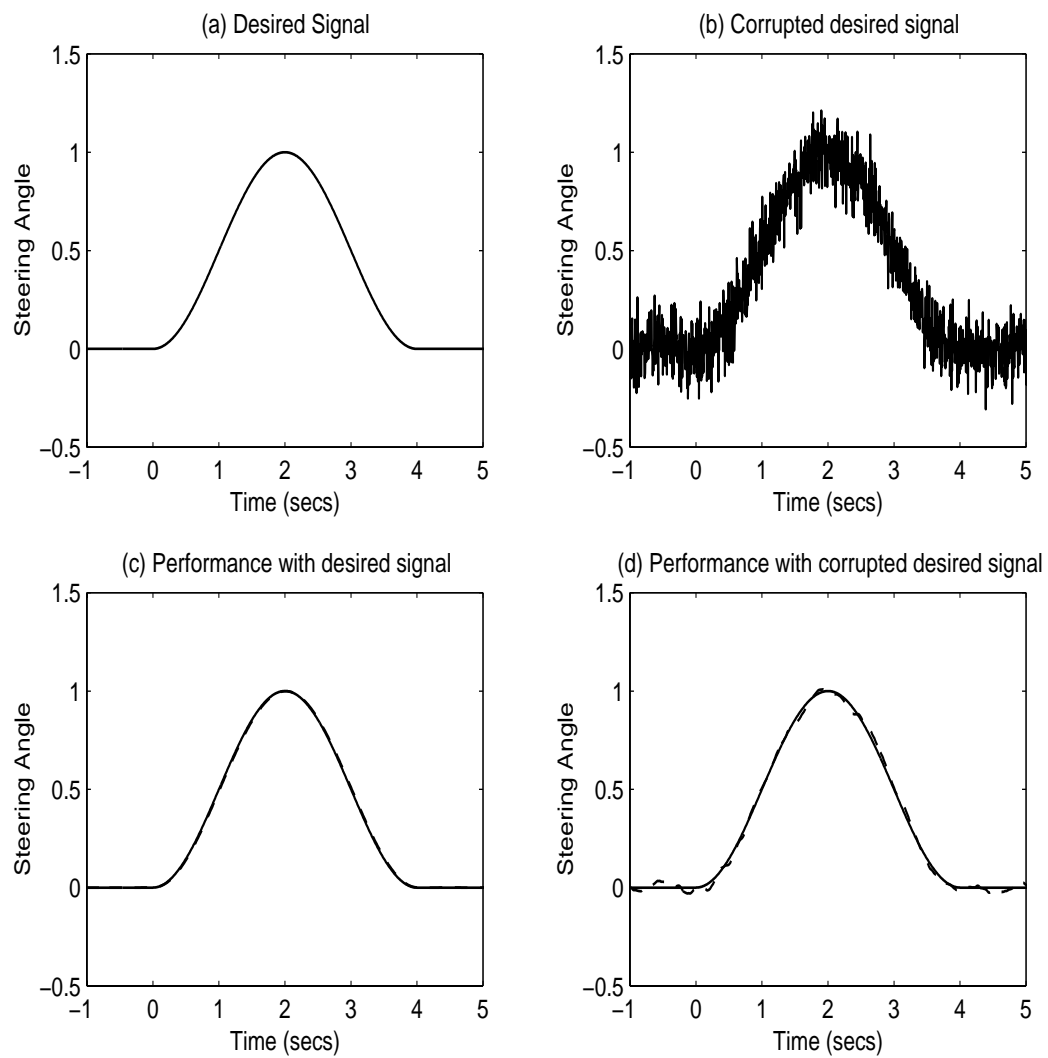 (a) Desired Signal
1.5
1
0.5
0
−0.5
−1 0 1 2 3 4 5
Time (secs)
Steering Angle
(b) Corrupted desired signal
1.5
1
0.5
0
−0.5
−1 0 1 2 3 4 5
Time (secs)
Steering Angle
(c) Performance with desired signal
1.5
1
0.5
0
−0.5
−1 0 1 2 3 4 5
Time (secs)
Steering Angle
(d) Performance with corrupted desired signal
1.5
1
0.5
0
−0.5
−1 0 1 2 3 4 5
Time (secs)
Steering Angle